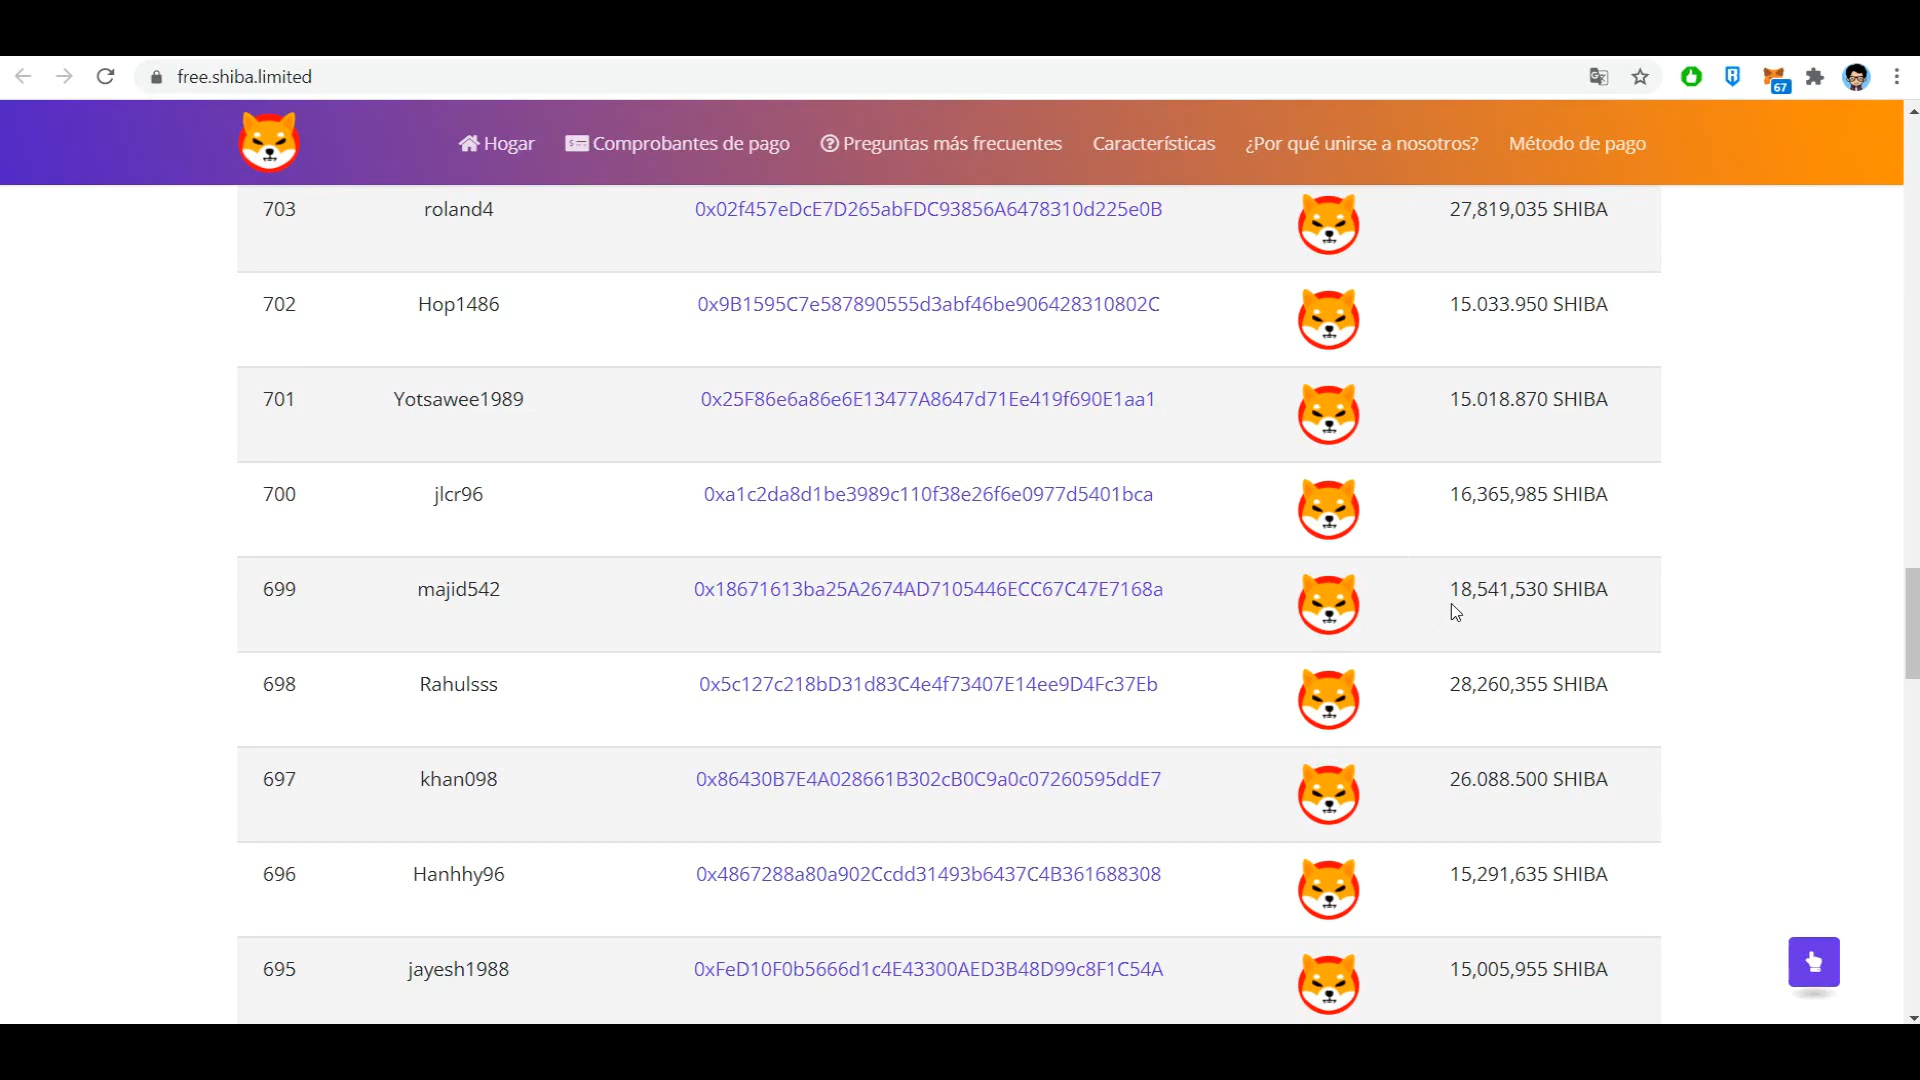 free.shiba.limited
67
Hogar Comprobantes de pago Preguntas más frecuentes Características ¿Por qué unirse a nosotros? Método de pago
703 roland4 0x02f457eDcE7D265abFDC93856A6478310d225e0B 27,819,035 SHIBA
702 Hop1486 0x9B1595C7e587890555d3abf46be906428310802C 15.033.950 SHIBA
701 Yotsawee1989 0x25F86e6a86e6E13477A8647d71Ee419f690E1aa1 15.018.870 SHIBA
700 jlcr96 0xa1c2da8d1be3989c110f38e26f6e0977d5401bca 16,365,985 SHIBA
699 majid542 0x18671613ba25A2674AD7105446ECC67C47E7168a 18,541,530 SHIBA
698 Rahulsss 0x5c127c218bD31d83C4e4f73407E14ee9D4Fc37Eb 28,260,355 SHIBA
697 khan098 0x86430B7E4A028661B302cB0C9a0c07260595ddE7 26.088.500 SHIBA
696 Hanhhy96 0x4867288a80a902Ccdd31493b6437C4B361688308 15,291,635 SHIBA
695 jayesh1988 0xFeD10F0b5666d1c4E43300AED3B48D99c8F1C54A 15,005,955 SHIBA